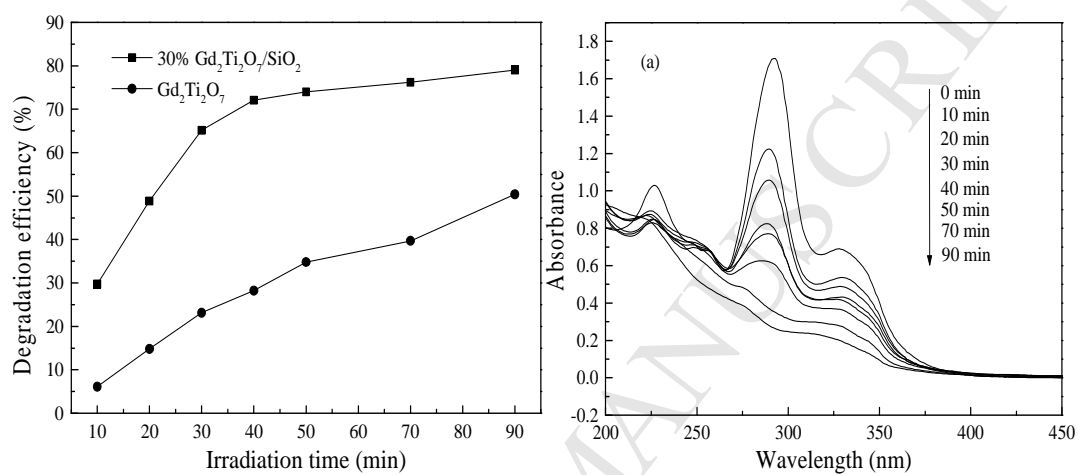 90
80
70
60
50
40
30
20
10
0
Degradation efficiency (%)
30% Gd₂Ti₂O₇/SiO₂
Gd₂Ti₂O₇
10 20 30 40 50 60 70 80 90
Irradiation time (min)
1.8
1.6
1.4
1.2
1.0
0.8
0.6
0.4
0.2
0.0
-0.2
Absorbance
(a)
0 min
10 min
20 min
30 min
40 min
50 min
70 min
90 min
200 250 300 350 400 450
Wavelength (nm)
MANUSCRI